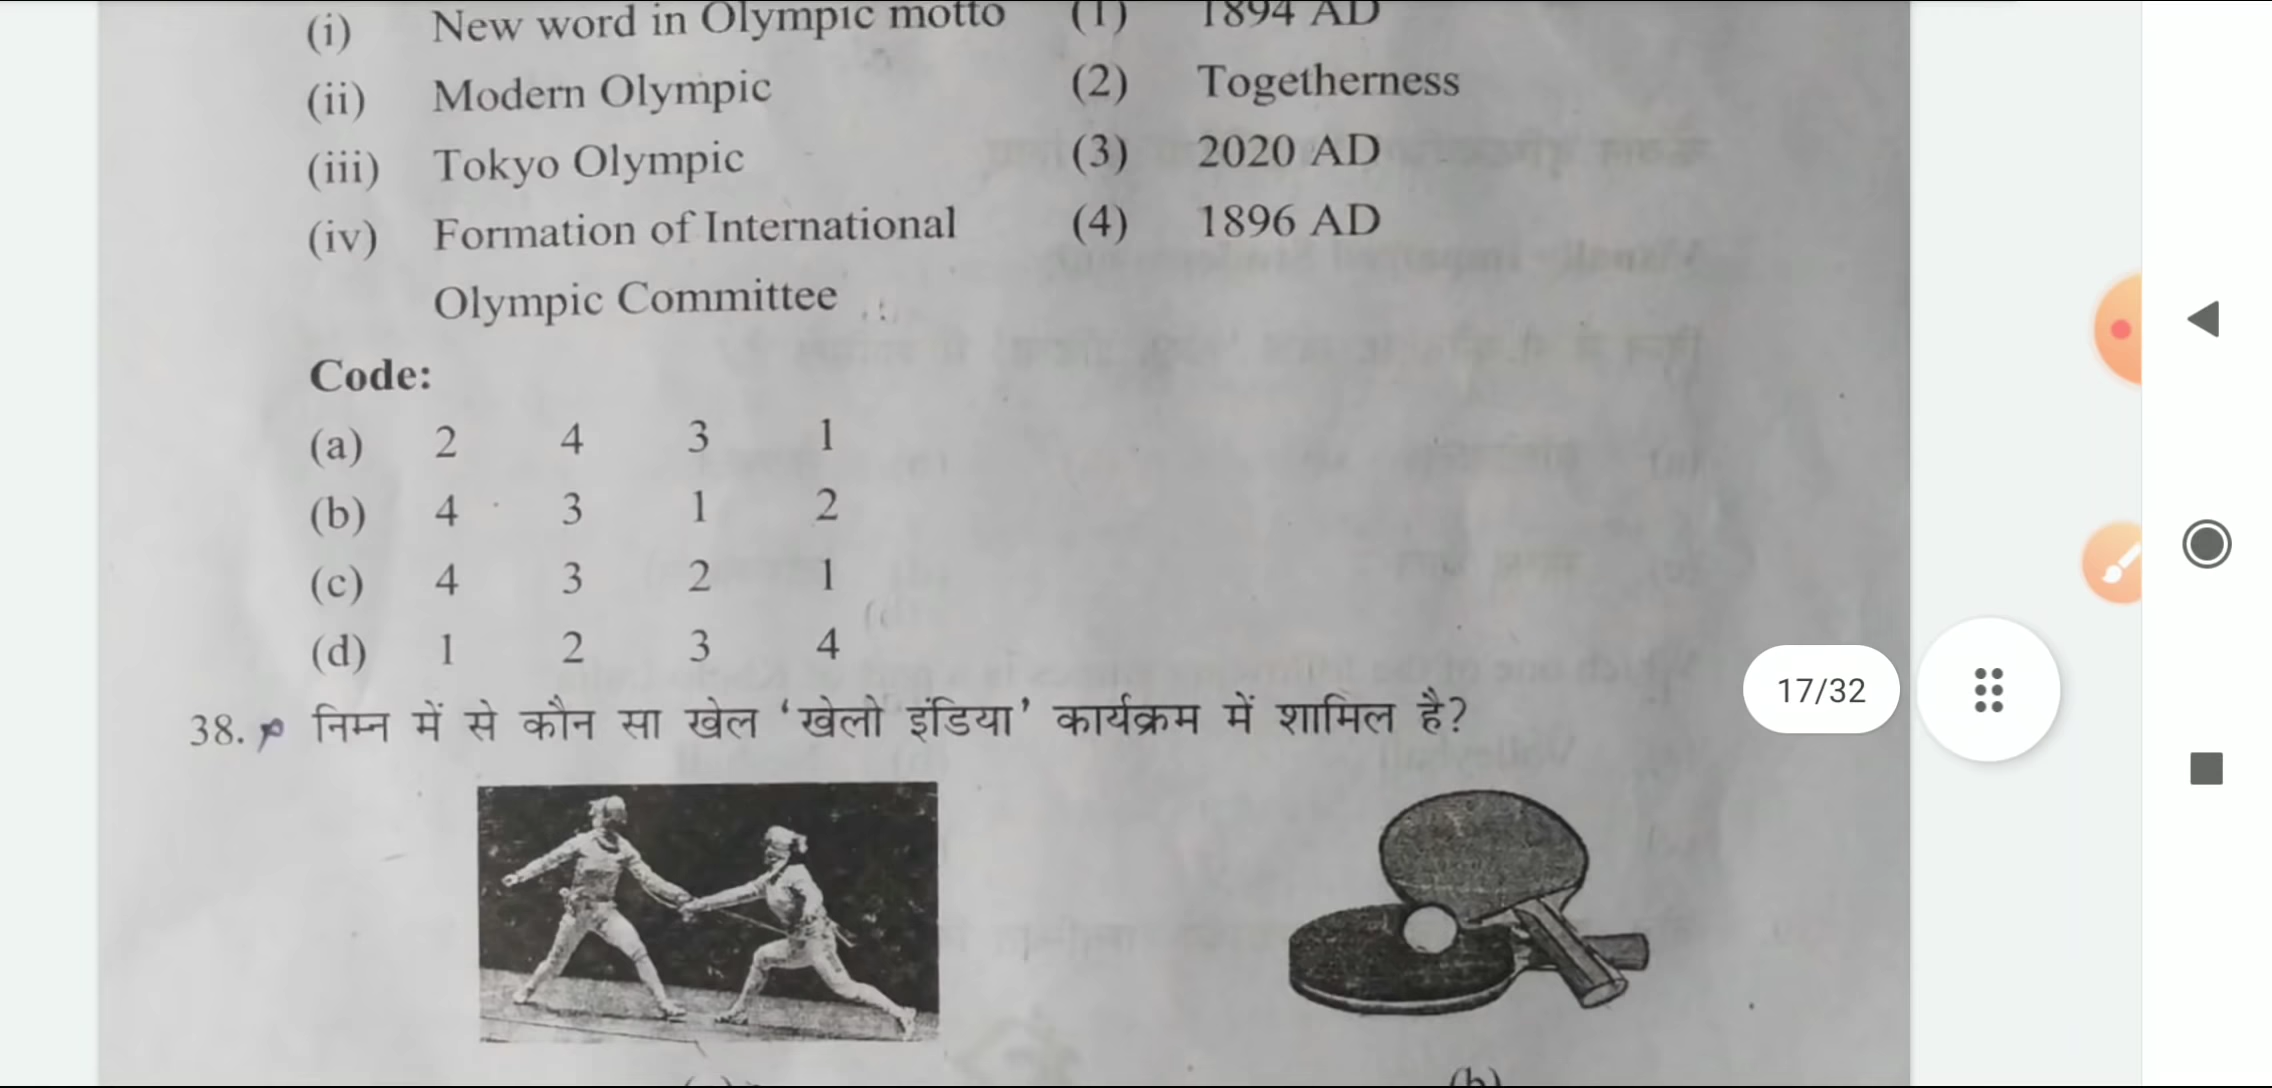 (i) New word in Olympic motto (1) 1894 AD
(ii) Modern Olympic (2) Togetherness
(iii) Tokyo Olympic (3) 2020 AD
(iv) Formation of International (4) 1896 AD
Olympic Committee
Code:
(a) 2 4 3 1
(b) 4 3 1 2
(c) 4 3 2 1
(d) 1 2 3 4
38. निम्न में से कौन सा खेल ‘खेलो इंडिया’ कार्यक्रम में शामिल है?
17/32
(b)